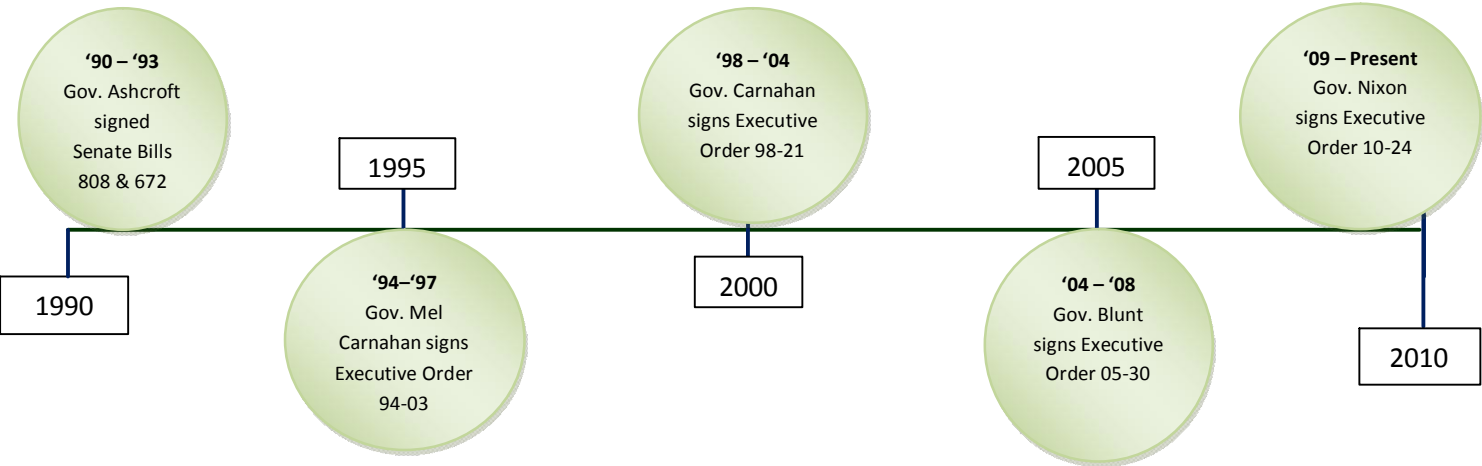 ‘90 – ‘93
Gov. Ashcroft
signed
Senate Bills
808 & 672
1990
1995
‘94–‘97
Gov. Mel
Carnahan signs
Executive Order
94-03
‘98 – ‘04
Gov. Carnahan
signs Executive
Order 98-21
2000
2005
‘04 – ‘08
Gov. Blunt
signs Executive
Order 05-30
‘09 – Present
Gov. Nixon
signs Executive
Order 10-24
2010